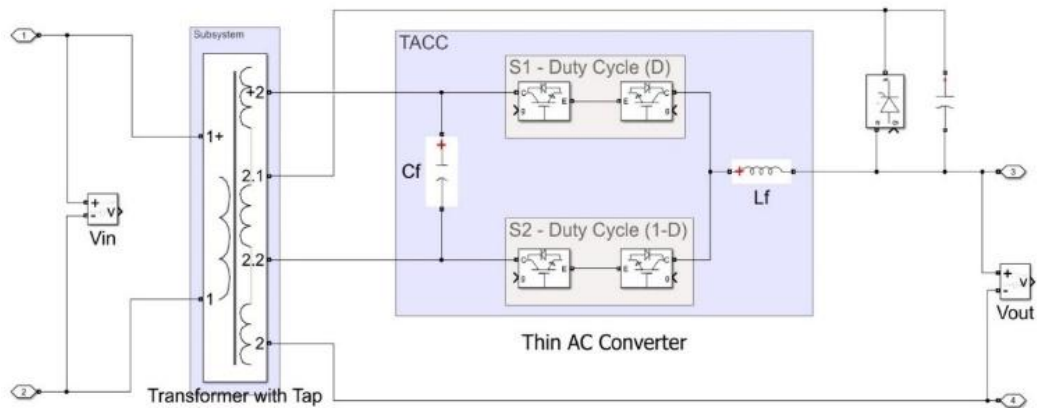 Subsystem
TACC
S1 - Duty Cycle (D)
C
E
C
g
g
1
+2
1+
2.1
Cf
+
Lf
3
+
-
v
Vin
S2 - Duty Cycle (1-D)
2.2
C
E
C
g
g
1
2
+
-
v
Vout
Thin AC Converter
2
4
Transformer with Tap